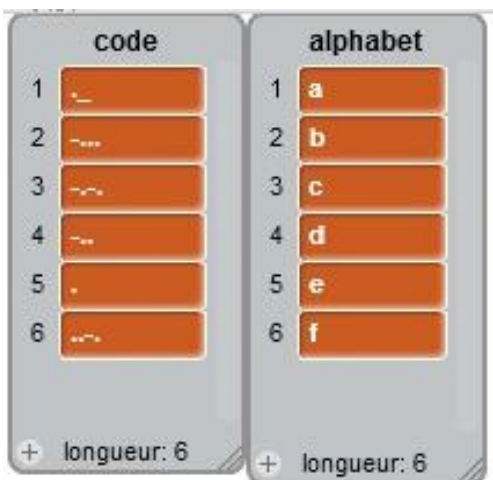 code
1 ._
2 -...
3 -.-.
4 -..
5 .
6 ..-.
+ longueur: 6
alphabet
1 a
2 b
3 c
4 d
5 e
6 f
+ longueur: 6